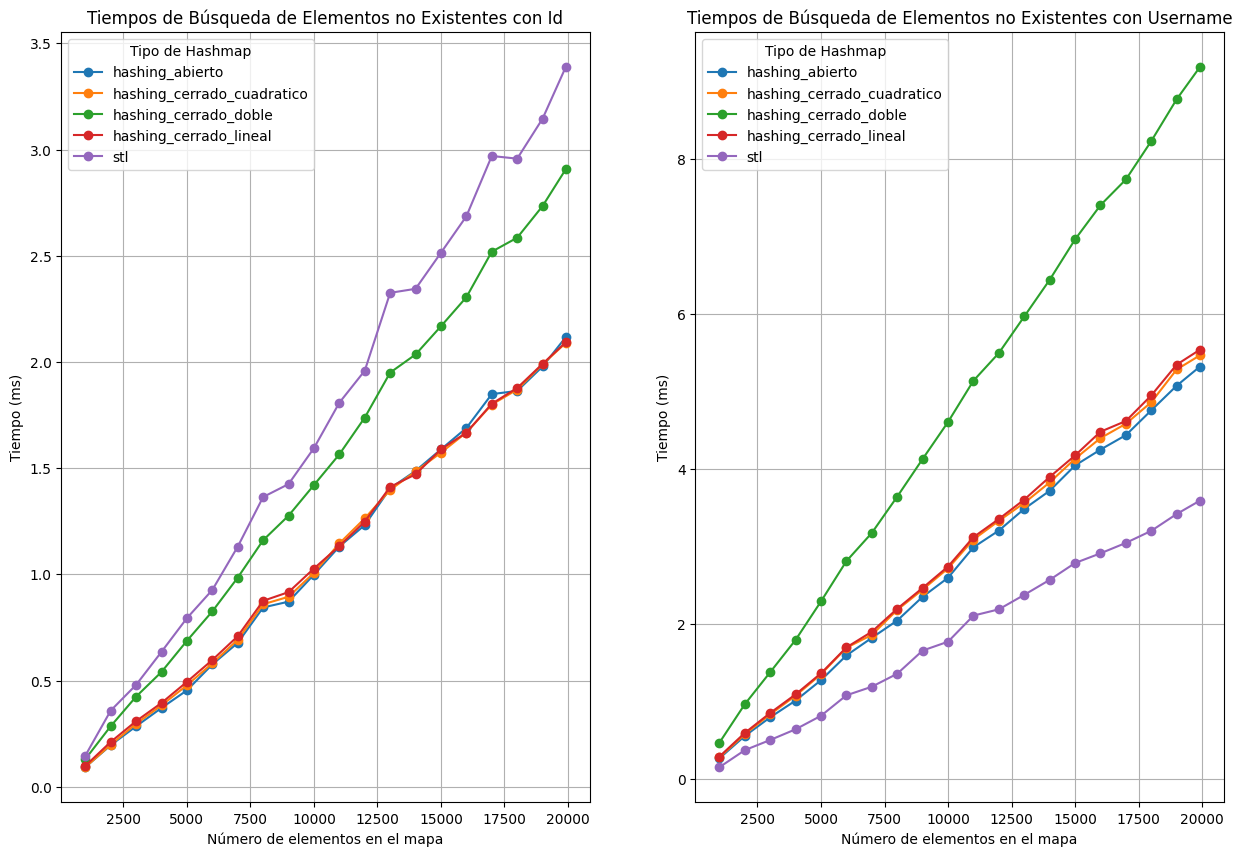 Tiempos de Búsqueda de Elementos no Existentes con Id
Tipo de Hashmap
hashing_abierto
hashing_cerrado_cuadratico
hashing_cerrado_doble
hashing_cerrado_lineal
stl
3.5
3.0
2.5
2.0
1.5
1.0
0.5
0.0
Tiempo (ms)
2500 5000 7500 10000 12500 15000 17500 20000
Número de elementos en el mapa
Tiempos de Búsqueda de Elementos no Existentes con Username
Tipo de Hashmap
hashing_abierto
hashing_cerrado_cuadratico
hashing_cerrado_doble
hashing_cerrado_lineal
stl
8
6
4
2
0
Tiempo (ms)
2500 5000 7500 10000 12500 15000 17500 20000
Número de elementos en el mapa